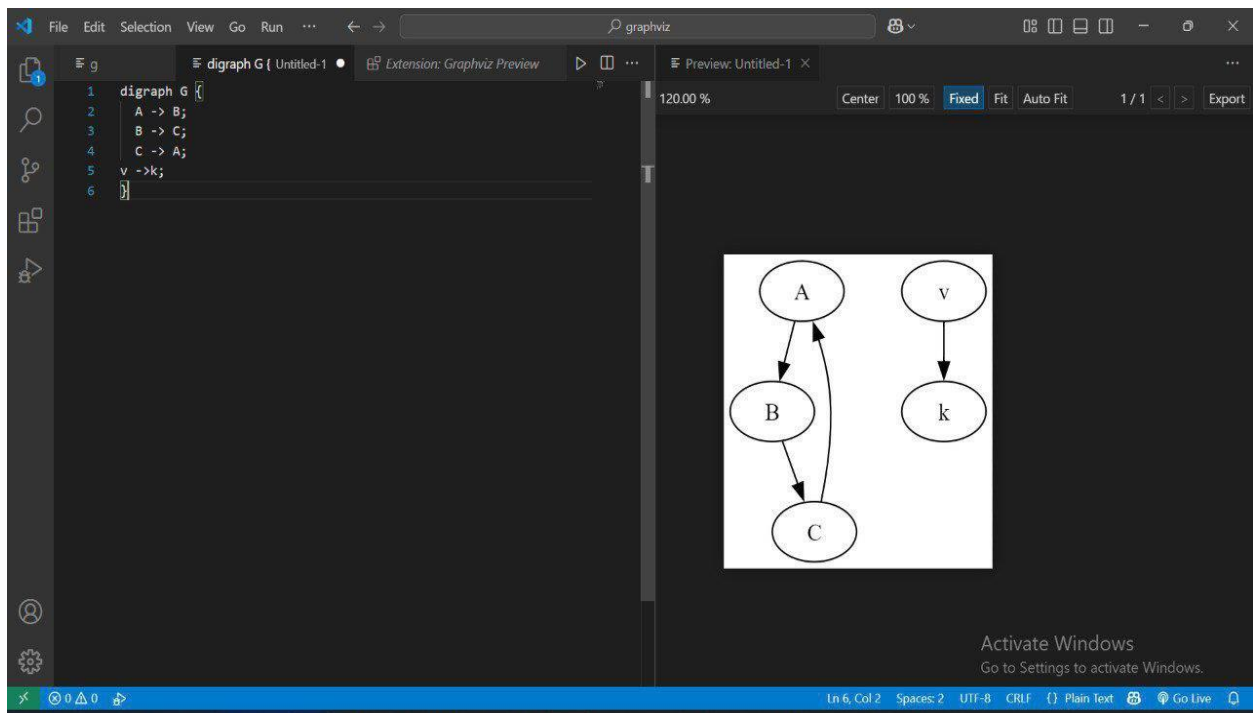 File Edit Selection View Go Run ··· ← → graphviz
g
digraph G { Untitled-1 ●
Extension: Graphviz Preview
···
Preview: Untitled-1 ×
···
1 digraph G {
2 A -> B;
3 B -> C;
4 C -> A;
5 v ->k;
6 }
120.00 % Center 100 % Fixed Fit Auto Fit 1 / 1 < > Export
1
A v
B k
C
Activate Windows
Go to Settings to activate Windows.
0 0 Ln 6, Col 2 Spaces: 2 UTF-8 CRLF {} Plain Text Go Live